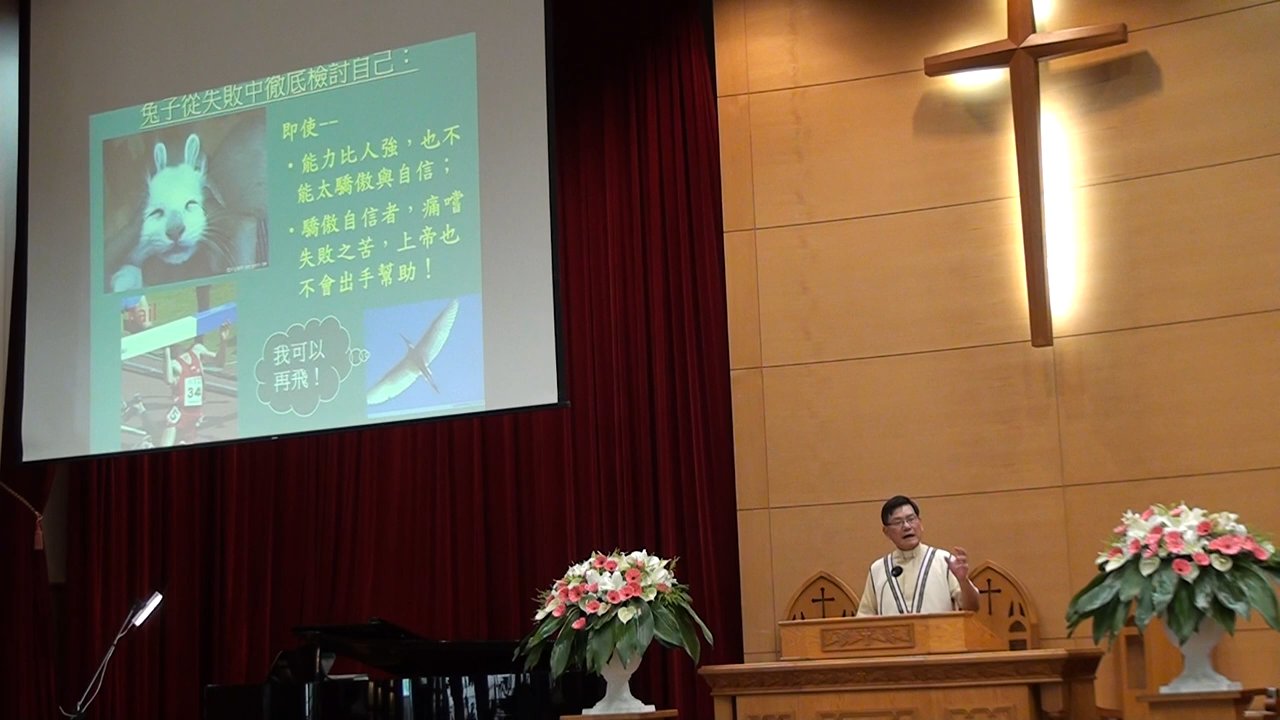 兔子從失敗中徹底檢討自己：
即使──
・能力比人強，也不
能太驕傲與自信；
・驕傲自信者，痛嚐
失敗之苦，上帝也
不會出手幫助！
我可以
再飛！
34